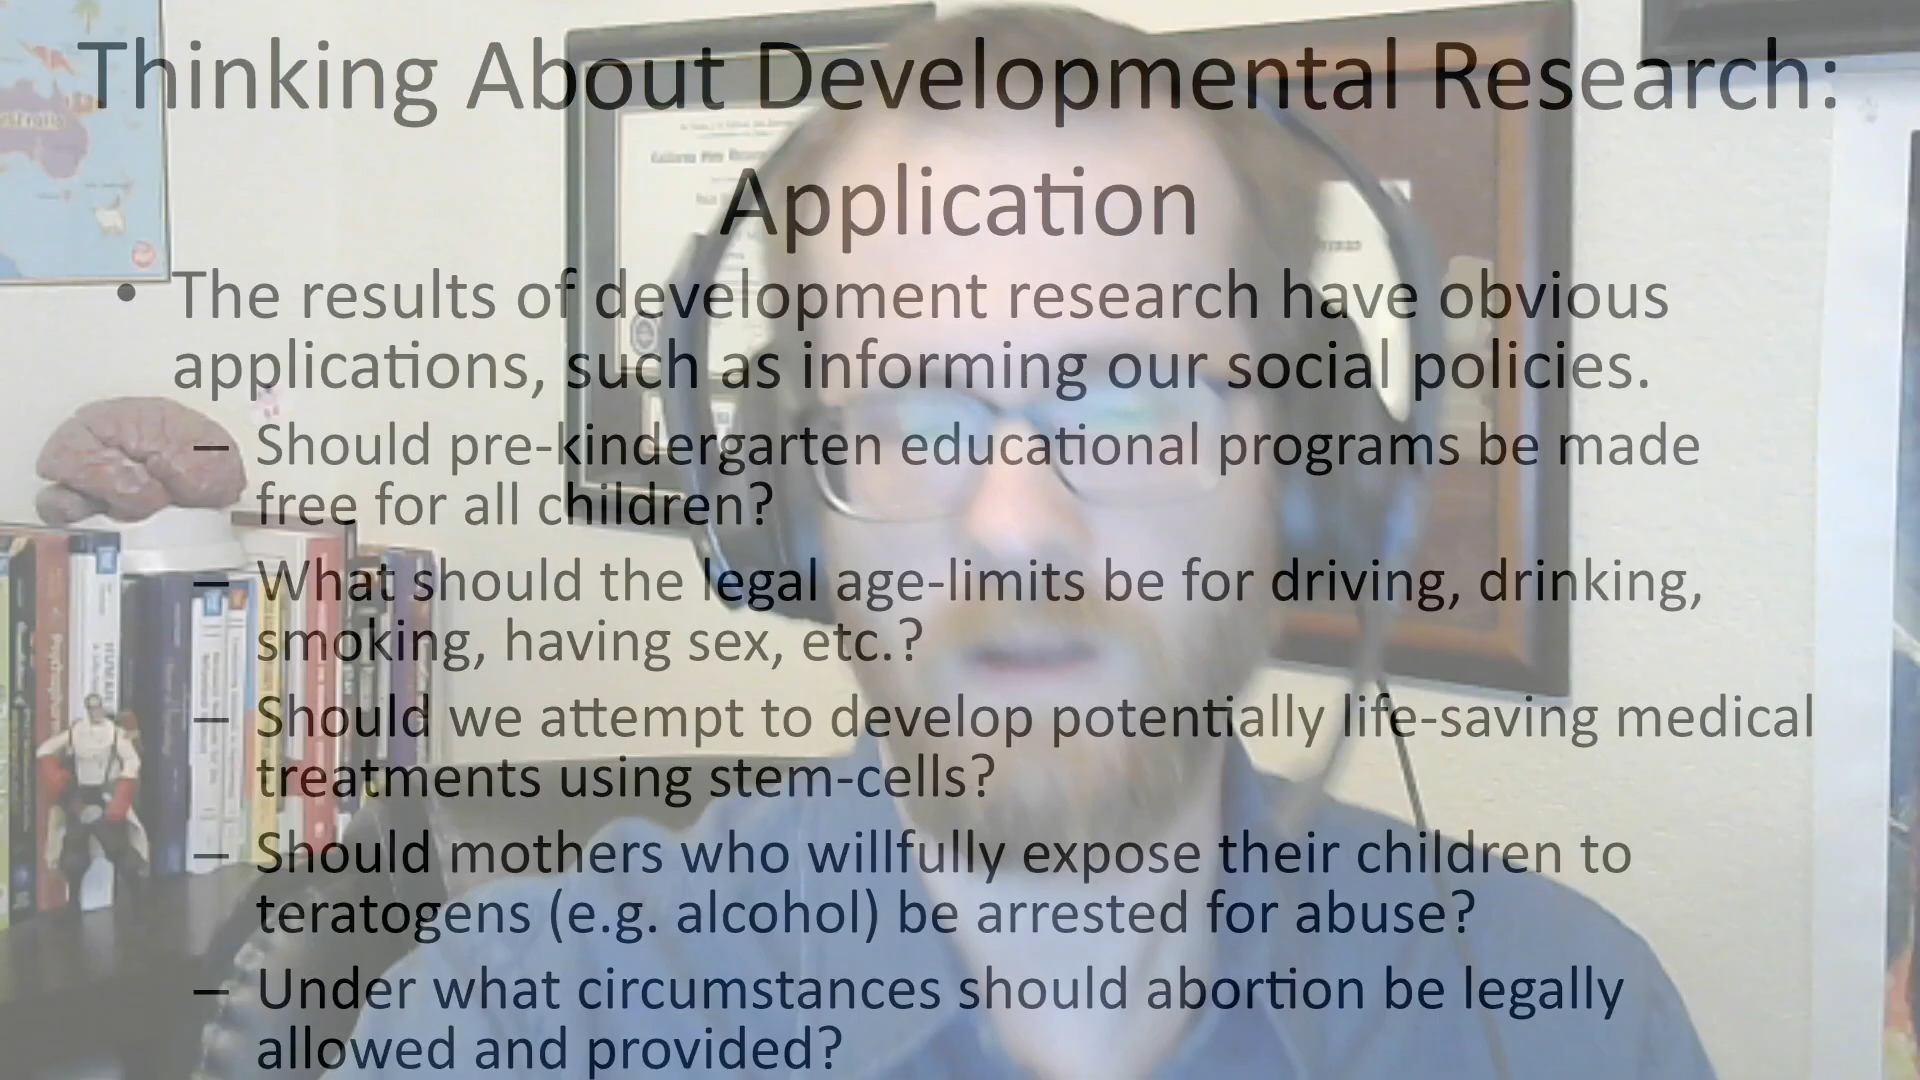 Thinking About Developmental Research:
Application
• The results of development research have obvious
applications, such as informing our social policies.
– Should pre-kindergarten educational programs be made
free for all children?
– What should the legal age-limits be for driving, drinking,
smoking, having sex, etc.?
– Should we attempt to develop potentially life-saving medical
treatments using stem-cells?
– Should mothers who willfully expose their children to
teratogens (e.g. alcohol) be arrested for abuse?
– Under what circumstances should abortion be legally
allowed and provided?